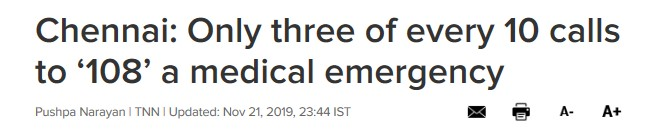 Chennai: Only three of every 10 calls
to ‘108’ a medical emergency
Pushpa Narayan | TNN | Updated: Nov 21, 2019, 23:44 IST A- A+